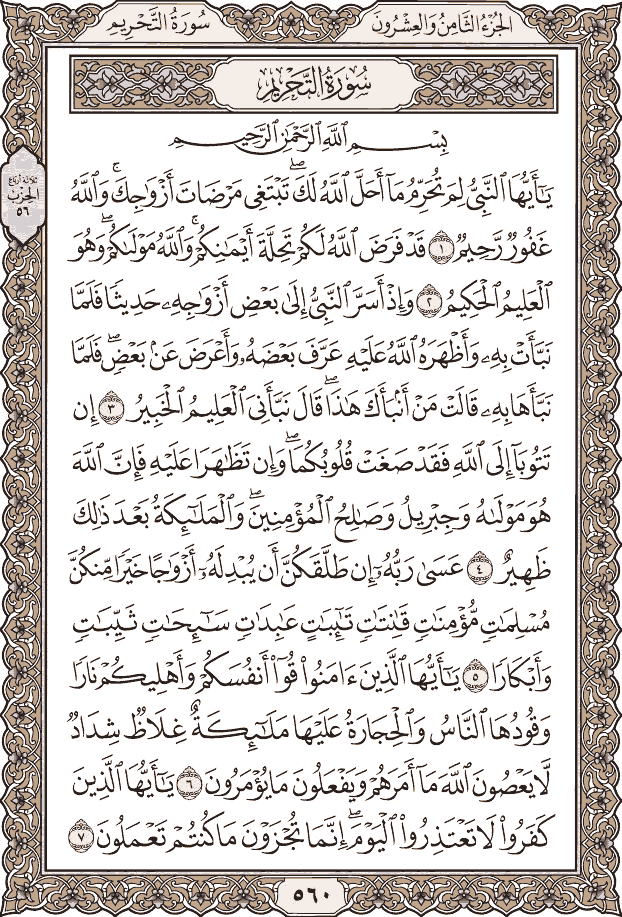 سُورَةُ التَّحْرِيمِ
الجُزْءُ الثَّامِنُ وَالعِشْرُونَ
ثلاثة أرباع
الحزب
٥٦
سُورَةُ التَّحْرِيمِ
بِسْمِ ٱللَّهِ ٱلرَّحْمَٰنِ ٱلرَّحِيمِ
يَٰٓأَيُّهَا ٱلنَّبِيُّ لِمَ تُحَرِّمُ مَآ أَحَلَّ ٱللَّهُ لَكَۖ تَبْتَغِي مَرْضَاتَ أَزْوَٰجِكَۚ وَٱللَّهُ
غَفُورٌ رَّحِيمٌ ١ قَدْ فَرَضَ ٱللَّهُ لَكُمْ تَحِلَّةَ أَيْمَٰنِكُمْۚ وَٱللَّهُ مَوْلَىٰكُمْۖ وَهُوَ
ٱلْعَلِيمُ ٱلْحَكِيمُ ٢ وَإِذْ أَسَرَّ ٱلنَّبِيُّ إِلَىٰ بَعْضِ أَزْوَٰجِهِۦ حَدِيثًا فَلَمَّا
نَبَّأَتْ بِهِۦ وَأَظْهَرَهُ ٱللَّهُ عَلَيْهِ عَرَّفَ بَعْضَهُۥ وَأَعْرَضَ عَنۢ بَعْضٍۖ فَلَمَّا
نَبَّأَهَا بِهِۦ قَالَتْ مَنْ أَنۢبَأَكَ هَٰذَاۖ قَالَ نَبَّأَنِيَ ٱلْعَلِيمُ ٱلْخَبِيرُ ٣ إِن
تَتُوبَآ إِلَى ٱللَّهِ فَقَدْ صَغَتْ قُلُوبُكُمَاۖ وَإِن تَظَٰهَرَا عَلَيْهِ فَإِنَّ ٱللَّهَ
هُوَ مَوْلَىٰهُ وَجِبْرِيلُ وَصَٰلِحُ ٱلْمُؤْمِنِينَۖ وَٱلْمَلَٰٓئِكَةُ بَعْدَ ذَٰلِكَ
ظَهِيرٌ ٤ عَسَىٰ رَبُّهُۥٓ إِن طَلَّقَكُنَّ أَن يُبْدِلَهُۥٓ أَزْوَٰجًا خَيْرًا مِّنكُنَّ
مُسْلِمَٰتٍ مُّؤْمِنَٰتٍ قَٰنِتَٰتٍ تَٰٓئِبَٰتٍ عَٰبِدَٰتٍ سَٰٓئِحَٰتٍ ثَيِّبَٰتٍ
وَأَبْكَارًا ٥ يَٰٓأَيُّهَا ٱلَّذِينَ ءَامَنُوا۟ قُوٓا۟ أَنفُسَكُمْ وَأَهْلِيكُمْ نَارًا
وَقُودُهَا ٱلنَّاسُ وَٱلْحِجَارَةُ عَلَيْهَا مَلَٰٓئِكَةٌ غِلَاظٌ شِدَادٌ
لَّا يَعْصُونَ ٱللَّهَ مَآ أَمَرَهُمْ وَيَفْعَلُونَ مَا يُؤْمَرُونَ ٦ يَٰٓأَيُّهَا ٱلَّذِينَ
كَفَرُوا۟ لَا تَعْتَذِرُوا۟ ٱلْيَوْمَۖ إِنَّمَا تُجْزَوْنَ مَا كُنتُمْ تَعْمَلُونَ ٧
٥٦٠